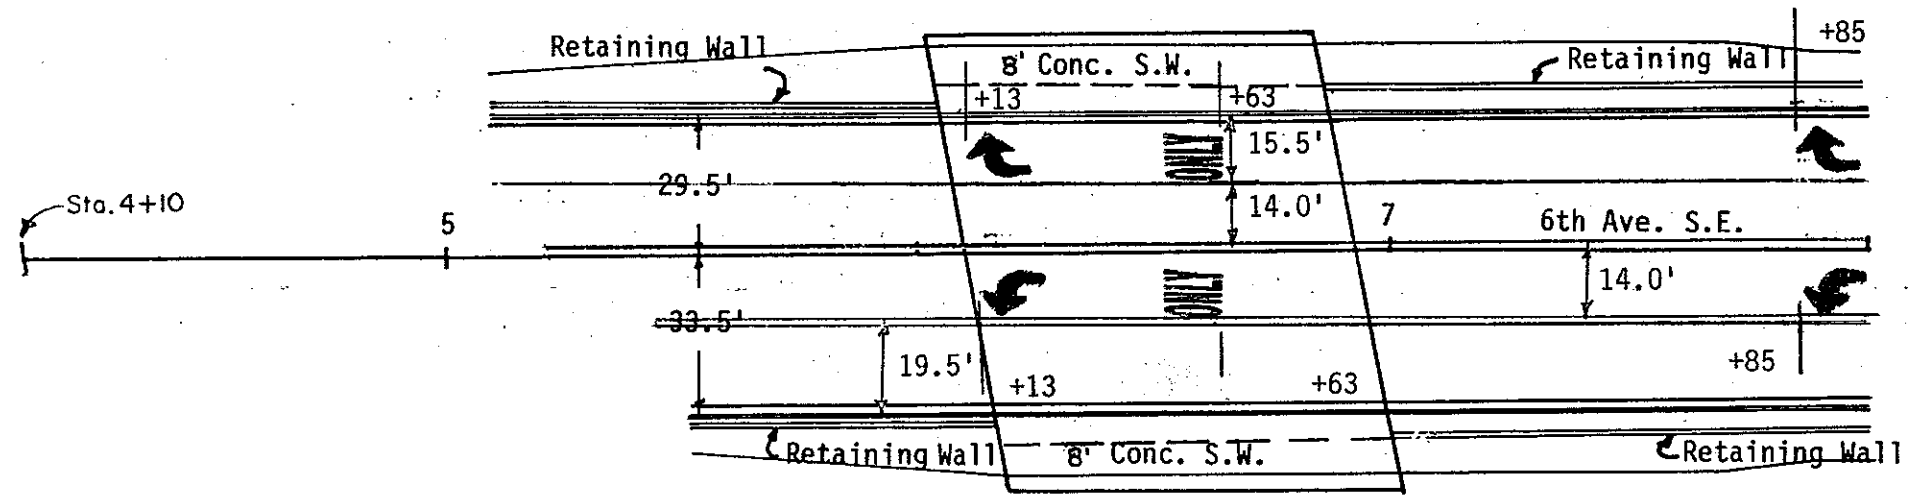 +85
Retaining Wall
8' Conc. S.W.
Retaining Wall
+13
+63
15.5'
ONLY
29.5'
Sta. 4+10
14.0'
5
7
6th Ave. S.E.
ONLY
14.0'
33.5'
19.5'
+13
+63
+85
Retaining Wall
8' Conc. S.W.
Retaining Wall